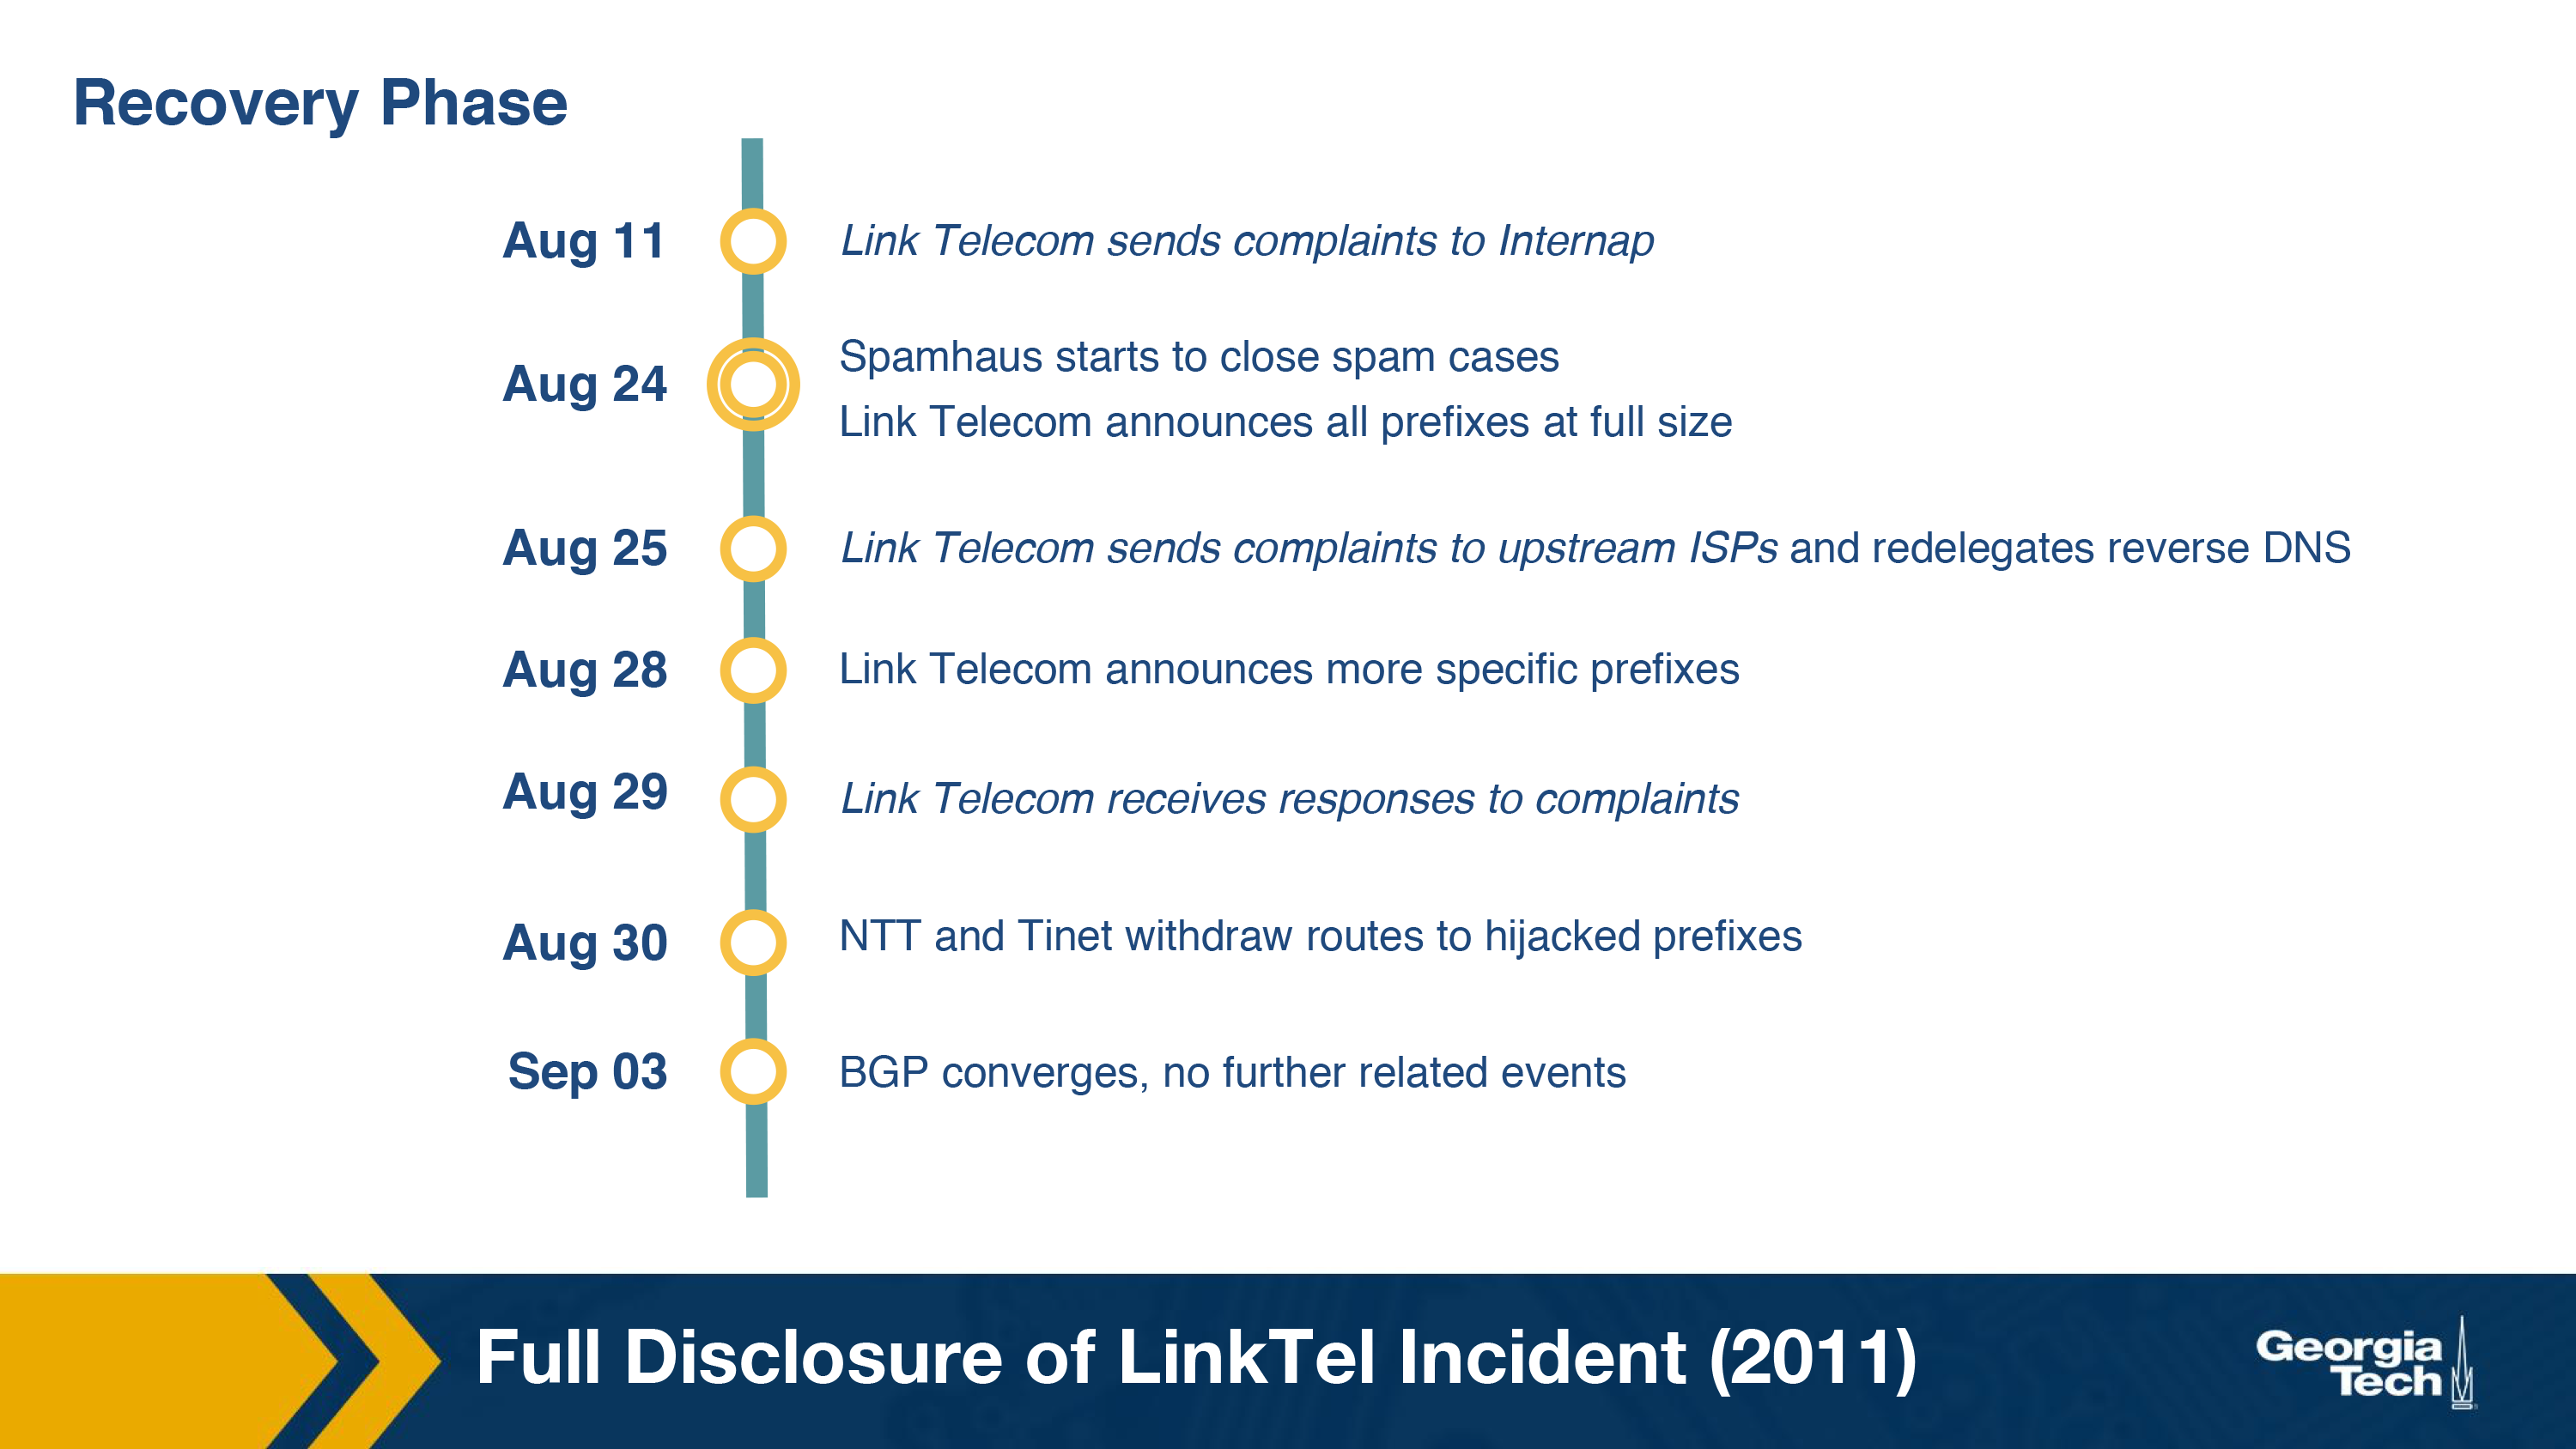 Recovery Phase
Aug 11
Link Telecom sends complaints to Internap
Aug 24
Spamhaus starts to close spam cases
Link Telecom announces all prefixes at full size
Aug 25
Link Telecom sends complaints to upstream ISPs and redelegates reverse DNS
Aug 28
Link Telecom announces more specific prefixes
Aug 29
Link Telecom receives responses to complaints
Aug 30
NTT and Tinet withdraw routes to hijacked prefixes
Sep 03
BGP converges, no further related events
Full Disclosure of LinkTel Incident (2011)
Georgia
Tech